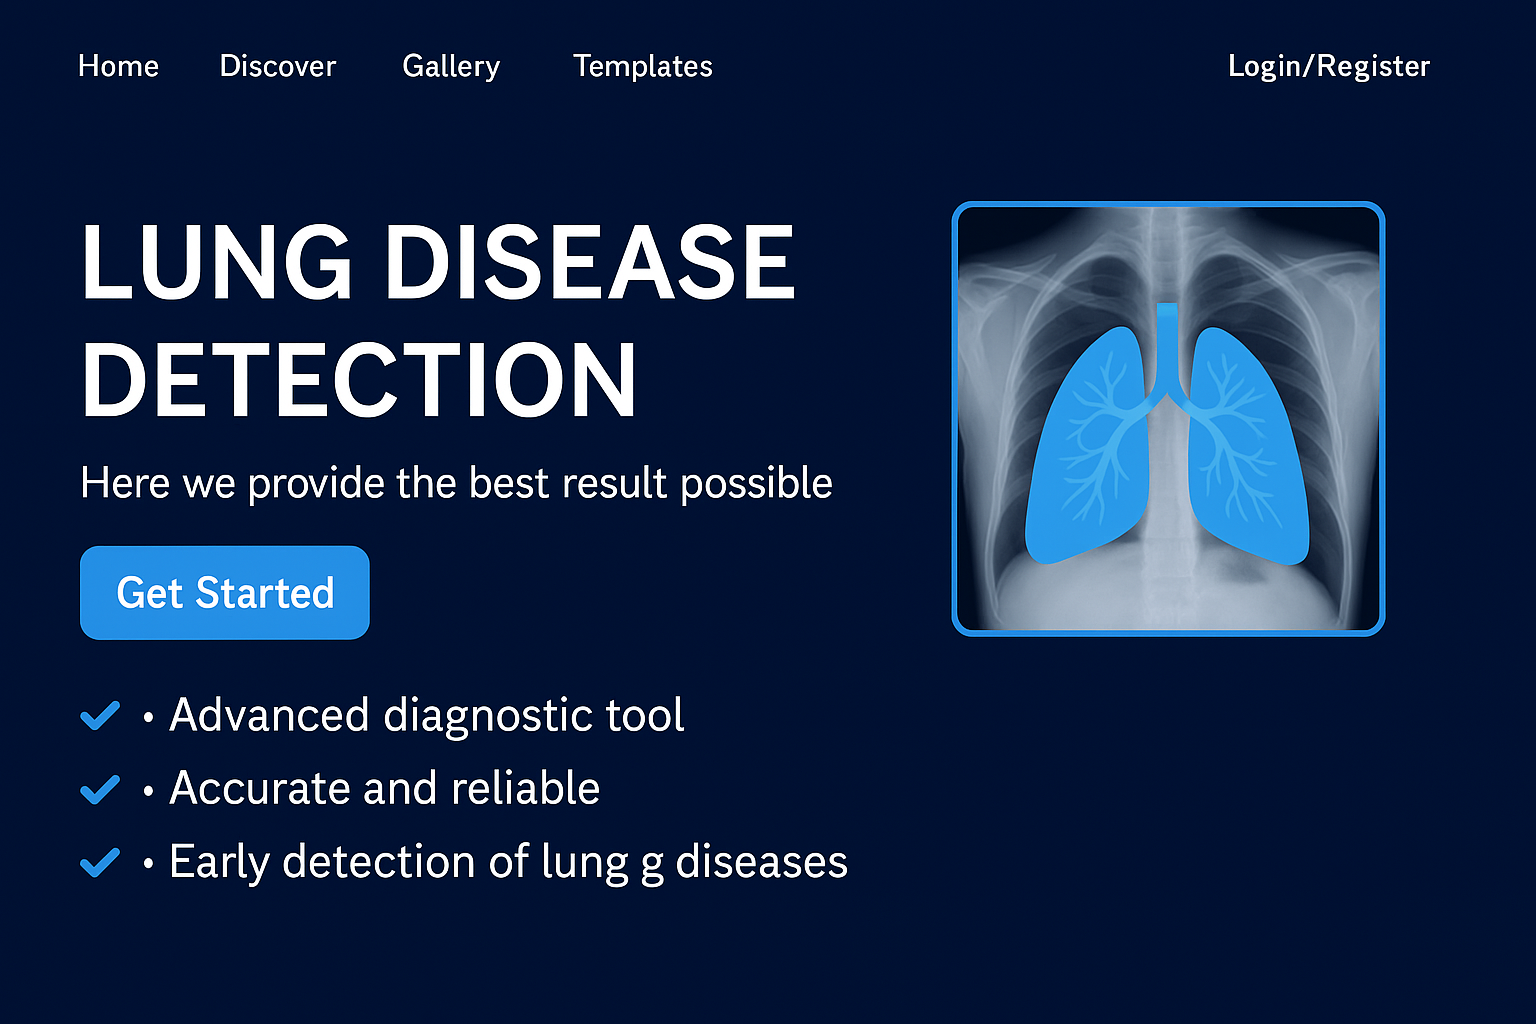 Home Discover Gallery Templates Login/Register
LUNG DISEASE
DETECTION
Here we provide the best result possible
Get Started
• Advanced diagnostic tool
• Accurate and reliable
• Early detection of lung g diseases